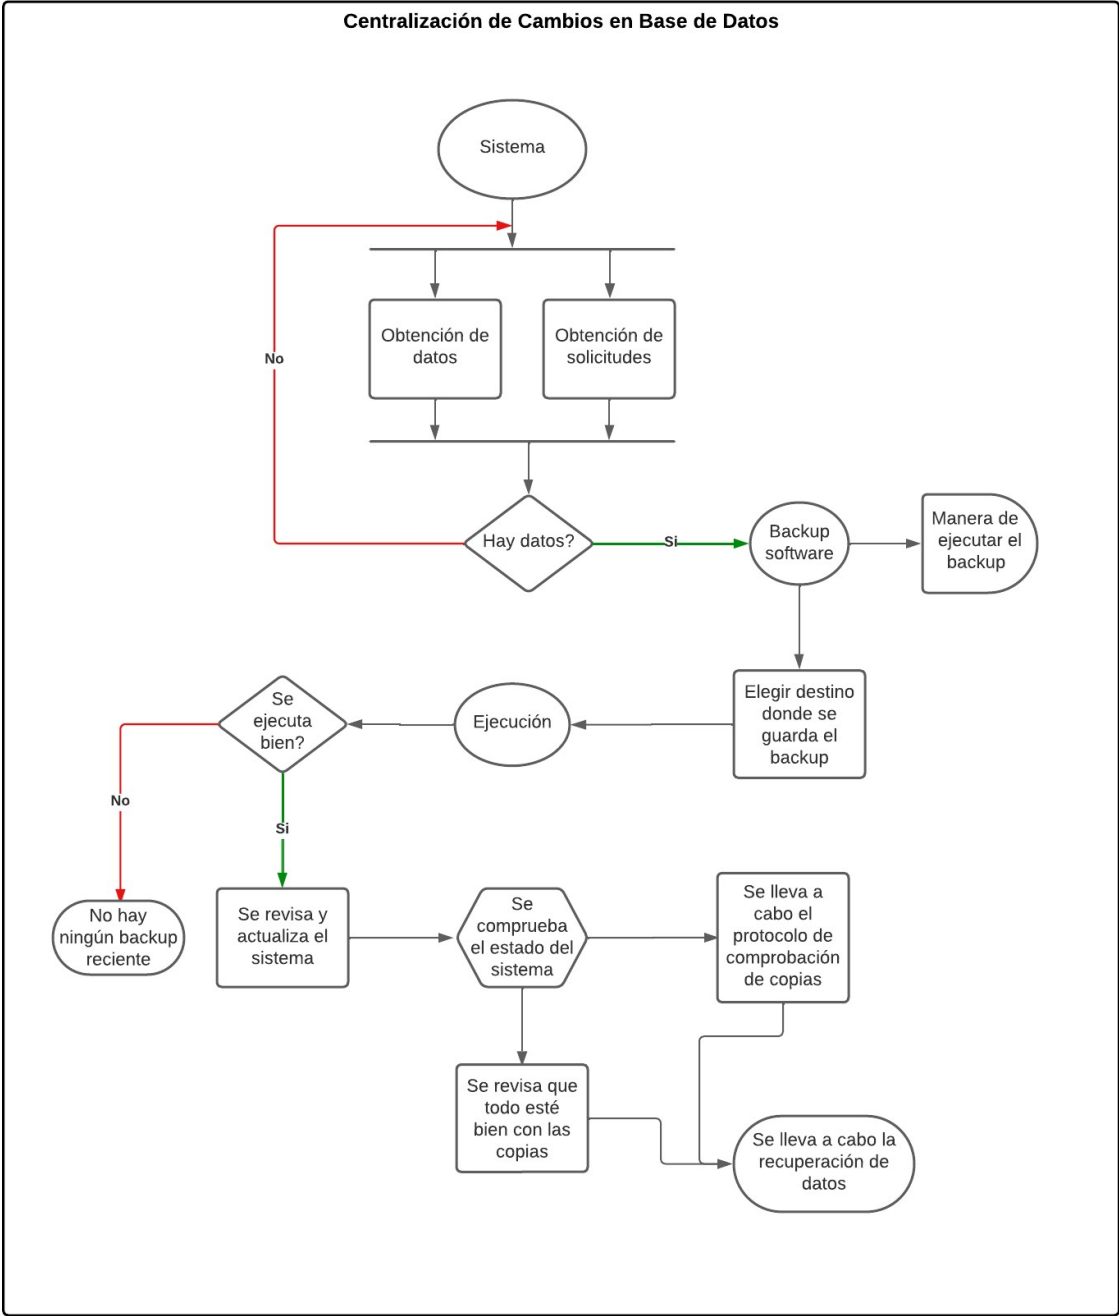 Centralización de Cambios en Base de Datos
Sistema
Obtención de
datos
Obtención de
solicitudes
No
Hay datos?
Si
Backup
software
Manera de
ejecutar el
backup
Se
ejecuta
bien?
Ejecución
Elegir destino
donde se
guarda el
backup
No
Si
No hay
ningún backup
reciente
Se revisa y
actualiza el
sistema
Se
comprueba
el estado del
sistema
Se lleva a
cabo el
protocolo de
comprobación
de copias
Se revisa que
todo esté
bien con las
copias
Se lleva a cabo la
recuperación de
datos